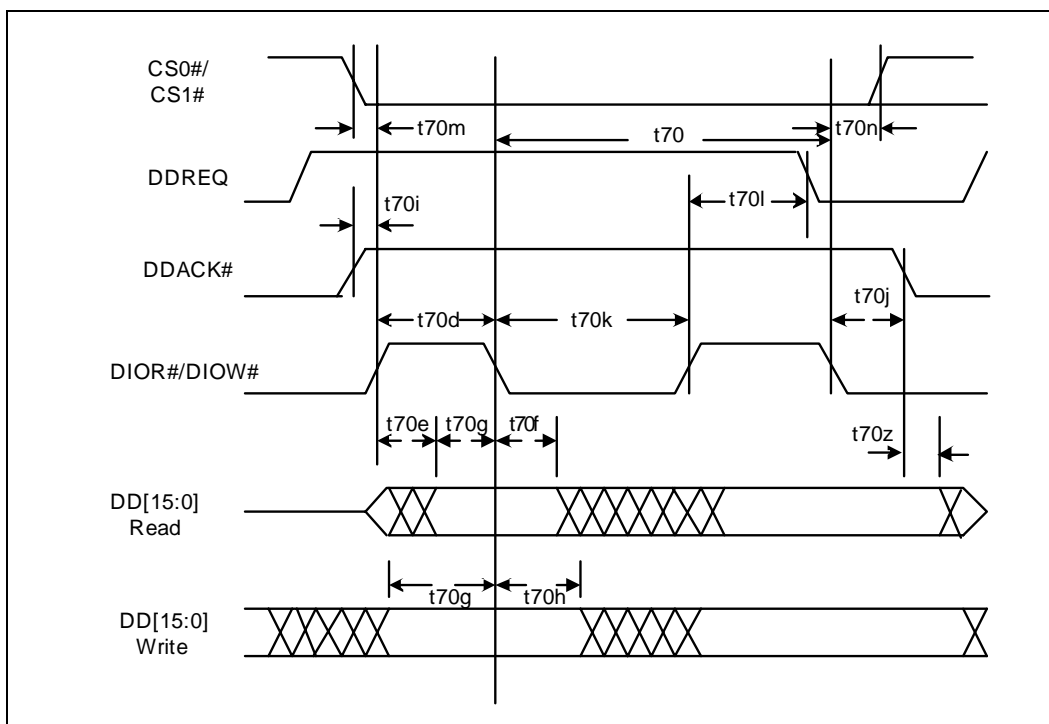 CS0#/
CS1#
t70m
t70
t70n
DDREQ
t70i
t70l
DDACK#
t70d
t70k
t70j
DIOR#/DIOW#
t70e
t70g
t70f
t70z
DD[15:0]
Read
t70g
t70h
DD[15:0]
Write